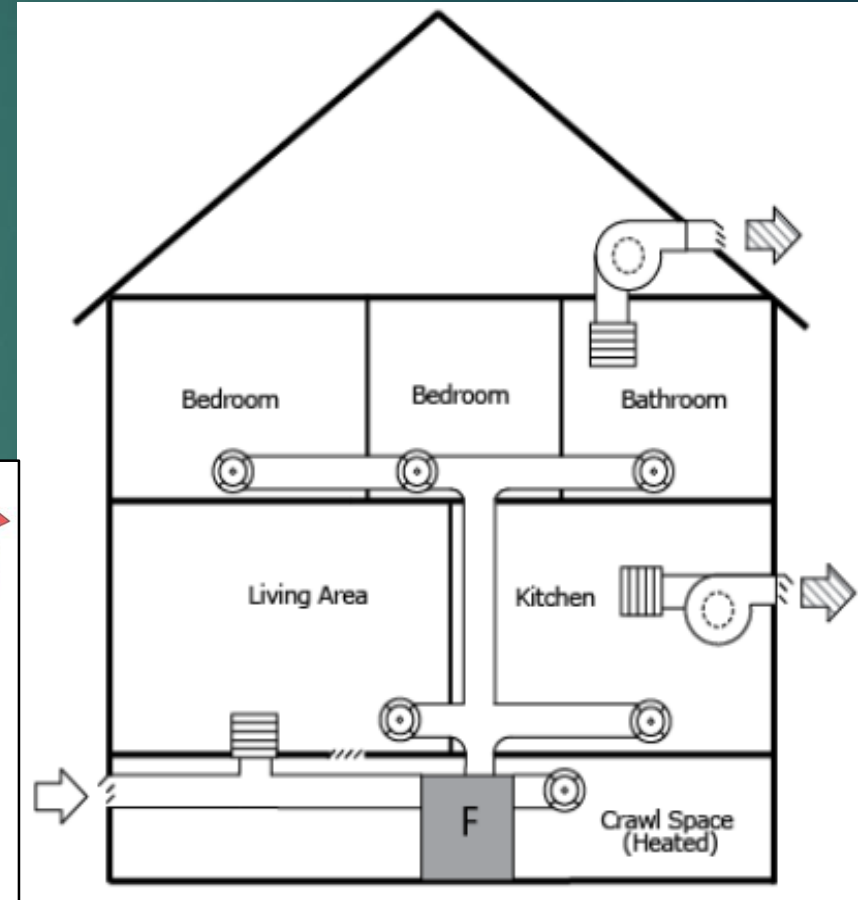 Bedroom
Bedroom
Bathroom
Living Area
Kitchen
F
Crawl Space
(Heated)